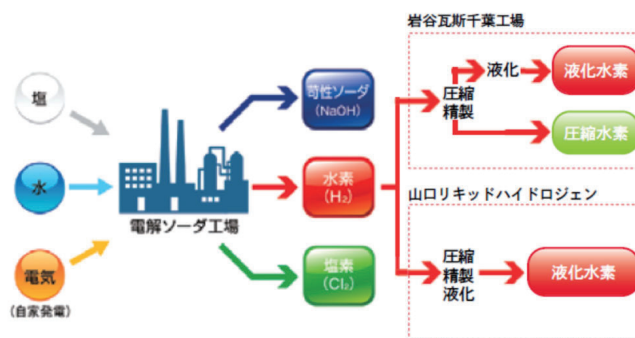 岩谷瓦斯千葉工場
塩
水
電気
(自家発電)
電解ソーダ工場
苛性ソーダ
(NaOH)
水素
(H₂)
塩素
(Cl₂)
圧縮
精製
液化
液化水素
圧縮水素
山口リキッドハイドロジェン
圧縮
精製
液化
液化水素